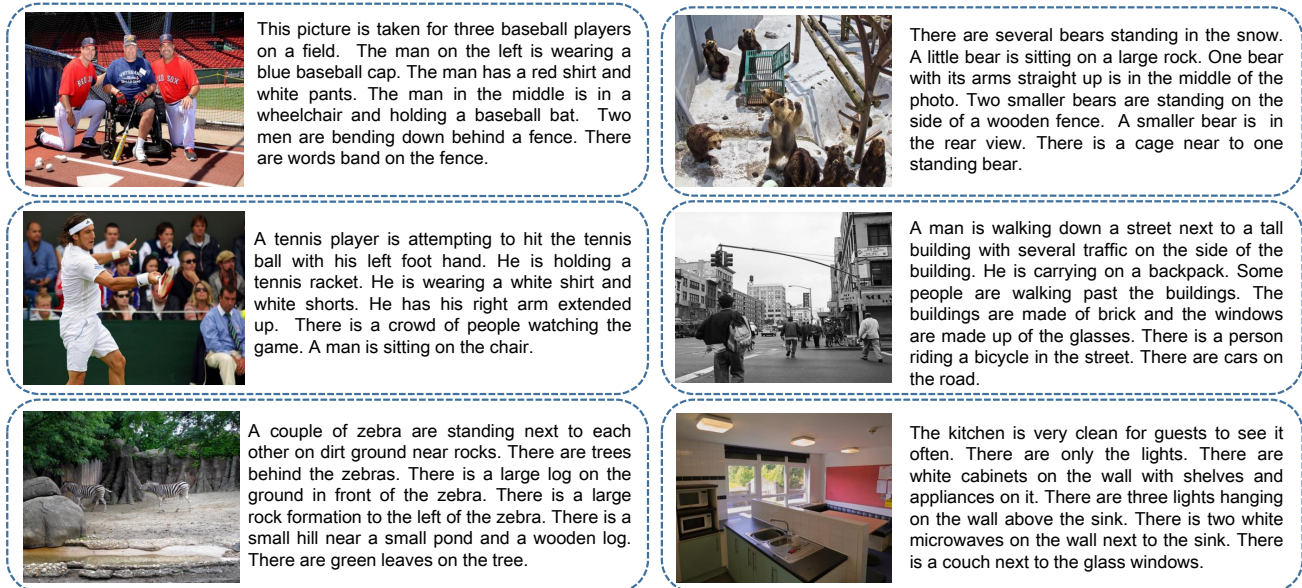 This picture is taken for three baseball players
on a field. The man on the left is wearing a
blue baseball cap. The man has a red shirt and
white pants. The man in the middle is in a
wheelchair and holding a baseball bat. Two
men are bending down behind a fence. There
are words band on the fence.
There are several bears standing in the snow.
A little bear is sitting on a large rock. One bear
with its arms straight up is in the middle of the
photo. Two smaller bears are standing on the
side of a wooden fence. A smaller bear is in
the rear view. There is a cage near to one
standing bear.
A tennis player is attempting to hit the tennis
ball with his left foot hand. He is holding a
tennis racket. He is wearing a white shirt and
white shorts. He has his right arm extended
up. There is a crowd of people watching the
game. A man is sitting on the chair.
A man is walking down a street next to a tall
building with several traffic on the side of the
building. He is carrying on a backpack. Some
people are walking past the buildings. The
buildings are made of brick and the windows
are made up of the glasses. There is a person
riding a bicycle in the street. There are cars on
the road.
A couple of zebra are standing next to each
other on dirt ground near rocks. There are trees
behind the zebras. There is a large log on the
ground in front of the zebra. There is a large
rock formation to the left of the zebra. There is a
small hill near a small pond and a wooden log.
There are green leaves on the tree.
The kitchen is very clean for guests to see it
often. There are only the lights. There are
white cabinets on the wall with shelves and
appliances on it. There are three lights hanging
on the wall above the sink. There is two white
microwaves on the wall next to the sink. There
is a couch next to the glass windows.